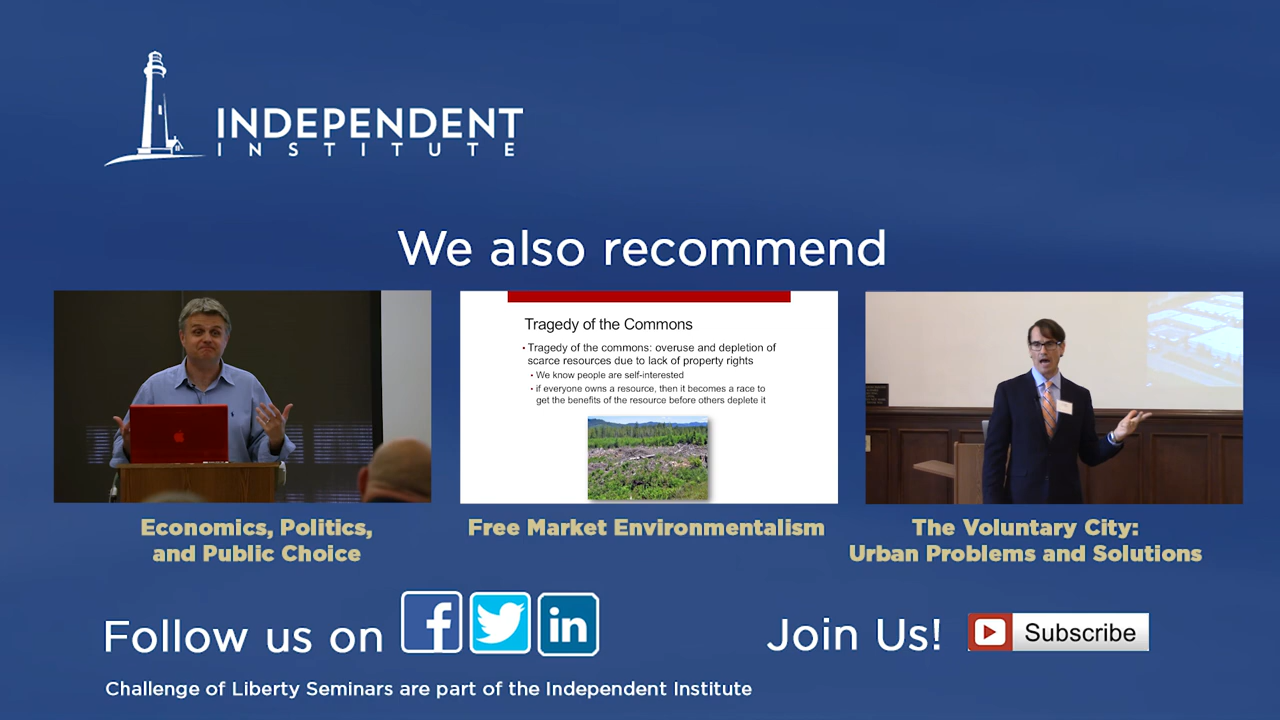 INDEPENDENT
INSTITUTE
We also recommend
Tragedy of the Commons
• Tragedy of the commons: overuse and depletion of
scarce resources due to lack of property rights
• We know people are self-interested
• if everyone owns a resource, then it becomes a race to
get the benefits of the resource before others deplete it
Economics, Politics,
and Public Choice
Free Market Environmentalism
The Voluntary City:
Urban Problems and Solutions
Follow us on
f
in
Join Us!
Subscribe
Challenge of Liberty Seminars are part of the Independent Institute